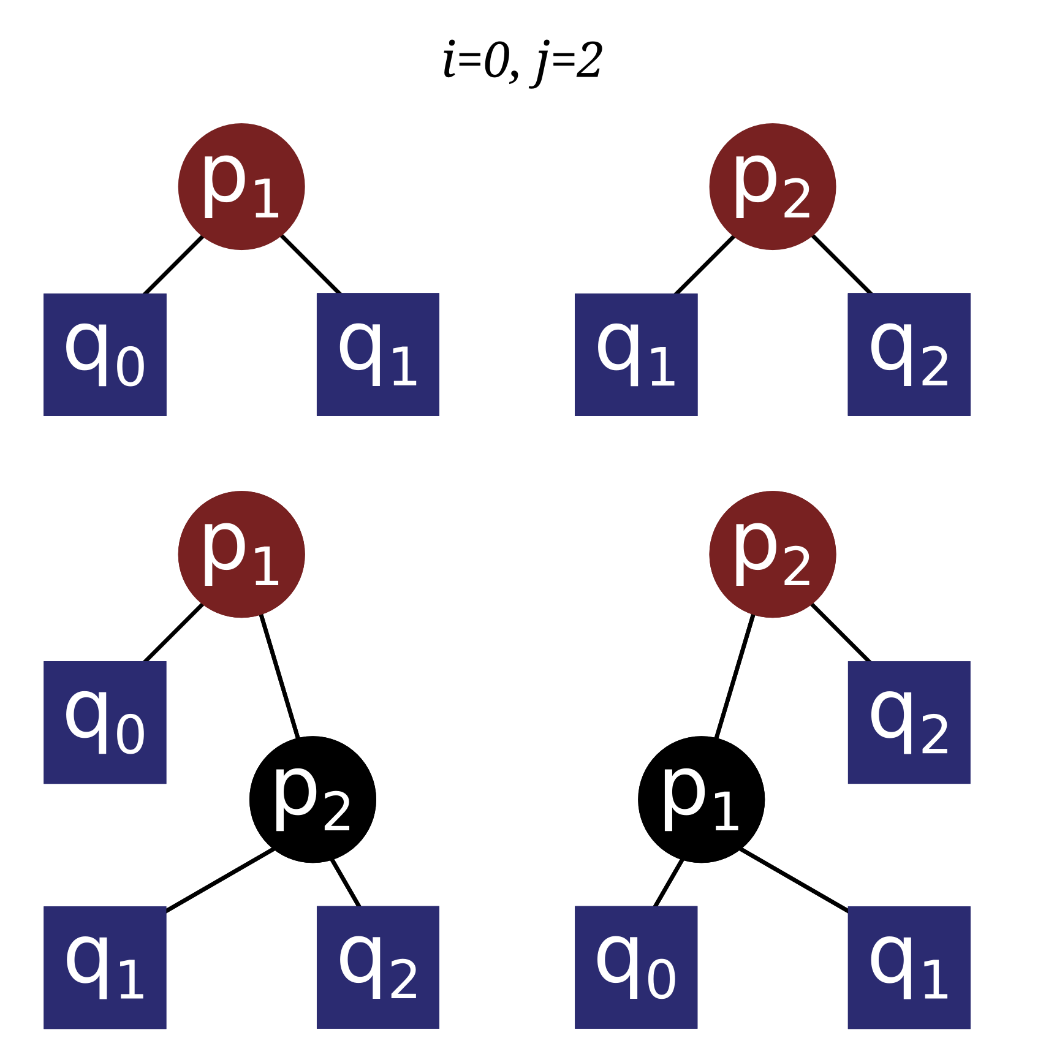 i=0, j=2
p₁ p₂
q₀ q₁ q₁ q₂
p₁ p₂
q₀ q₂
p₂ p₁
q₁ q₂ q₀ q₁